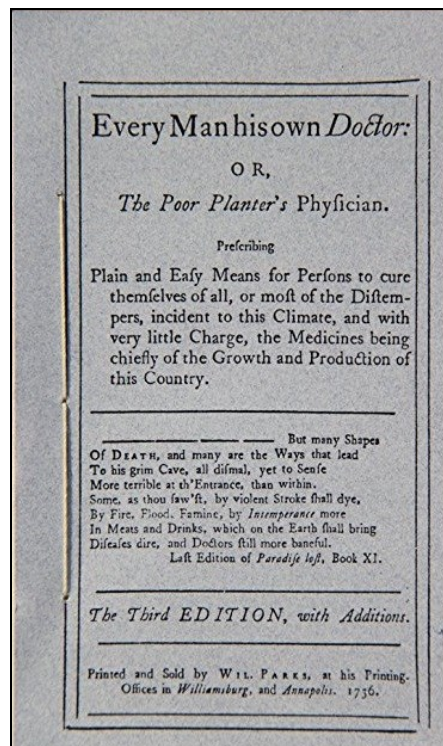 Every Man his own Doctor:
OR,
The Poor Planter's Phyſician.
Preſcribing
Plain and Eaſy Means for Perſons to cure
themſelves of all, or moſt of the Diſtem-
pers, incident to this Climate, and with
very little Charge, the Medicines being
chiefly of the Growth and Production of
this Country.
But many Shapes
Of DEATH, and many are the Ways that lead
To his grim Cave, all diſmal, yet to Senſe
More terrible at th'Entrance, than within.
Some, as thou ſaw'ſt, by violent Stroke ſhall dye,
By Fire, Flood, Famine, by Intemperance more
In Meats and Drinks, which on the Earth ſhall bring
Diſeaſes dire, and Doctors ſtill more baneful.
Laſt Edition of Paradiſe loſt, Book XI.
The Third EDITION, with Additions.
Printed and Sold by WIL. PARKS, at his Printing.
Offices in Williamsburg, and Annapolis. 1736.